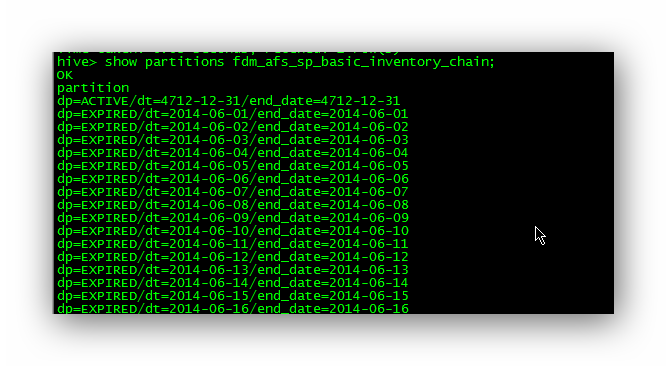 hive> show partitions fdm_afs_sp_basic_inventory_chain;
OK
partition
dp=ACTIVE/dt=4712-12-31/end_date=4712-12-31
dp=EXPIRED/dt=2014-06-01/end_date=2014-06-01
dp=EXPIRED/dt=2014-06-02/end_date=2014-06-02
dp=EXPIRED/dt=2014-06-03/end_date=2014-06-03
dp=EXPIRED/dt=2014-06-04/end_date=2014-06-04
dp=EXPIRED/dt=2014-06-05/end_date=2014-06-05
dp=EXPIRED/dt=2014-06-06/end_date=2014-06-06
dp=EXPIRED/dt=2014-06-07/end_date=2014-06-07
dp=EXPIRED/dt=2014-06-08/end_date=2014-06-08
dp=EXPIRED/dt=2014-06-09/end_date=2014-06-09
dp=EXPIRED/dt=2014-06-10/end_date=2014-06-10
dp=EXPIRED/dt=2014-06-11/end_date=2014-06-11
dp=EXPIRED/dt=2014-06-12/end_date=2014-06-12
dp=EXPIRED/dt=2014-06-13/end_date=2014-06-13
dp=EXPIRED/dt=2014-06-14/end_date=2014-06-14
dp=EXPIRED/dt=2014-06-15/end_date=2014-06-15
dp=EXPIRED/dt=2014-06-16/end_date=2014-06-16